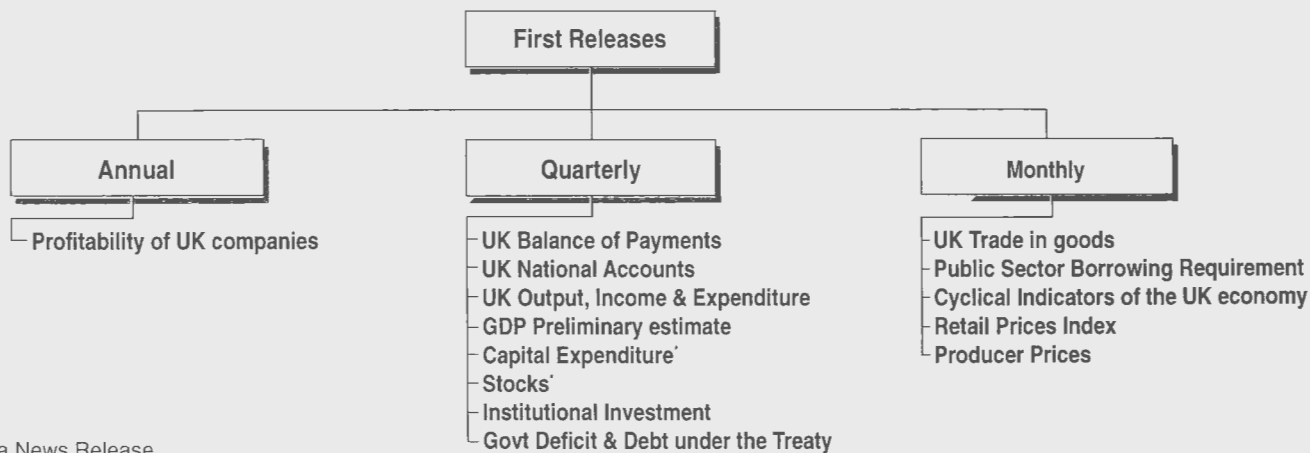 First Releases
Annual
Profitability of UK companies
Quarterly
UK Balance of Payments
UK National Accounts
UK Output, Income & Expenditure
GDP Preliminary estimate
Capital Expenditure*
Stocks*
Institutional Investment
Govt Deficit & Debt under the Treaty
Monthly
UK Trade in goods
Public Sector Borrowing Requirement
Cyclical Indicators of the UK economy
Retail Prices Index
Producer Prices
a News Release